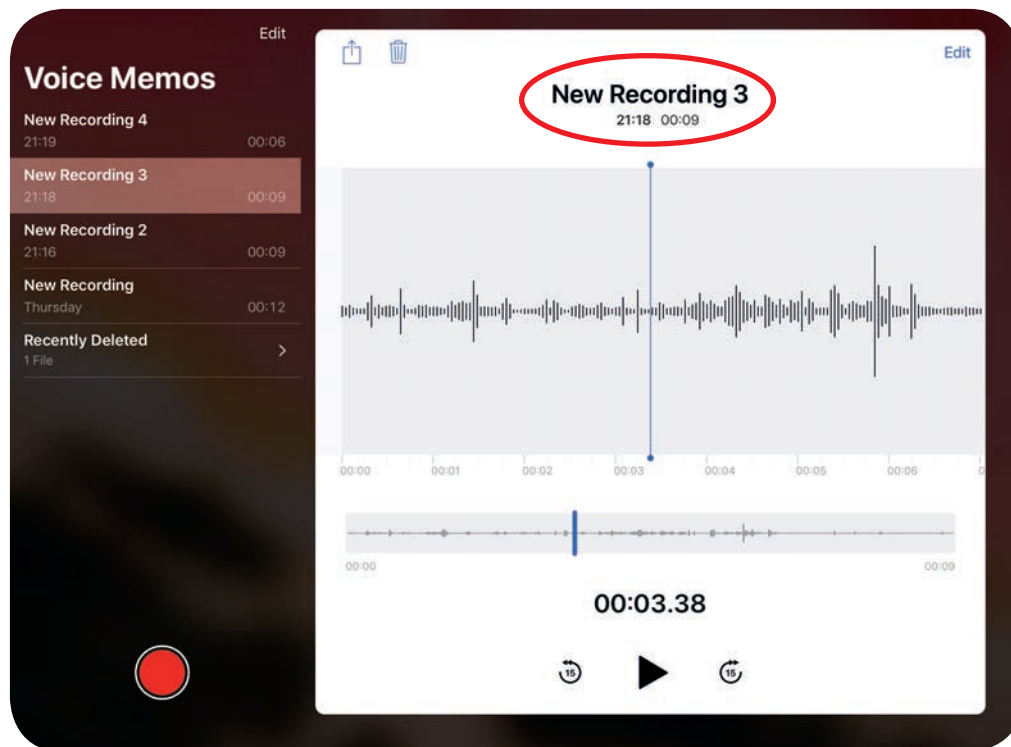 Edit
Voice Memos
New Recording 4
21:19 00:06
New Recording 3
21:18 00:09
New Recording 2
21:16 00:09
New Recording
Thursday 00:12
Recently Deleted
1 File
Edit
New Recording 3
21:18 00:09
00:00 00:01 00:02 00:03 00:04 00:05 00:06 0
00:00 00:09
00:03.38
15 15